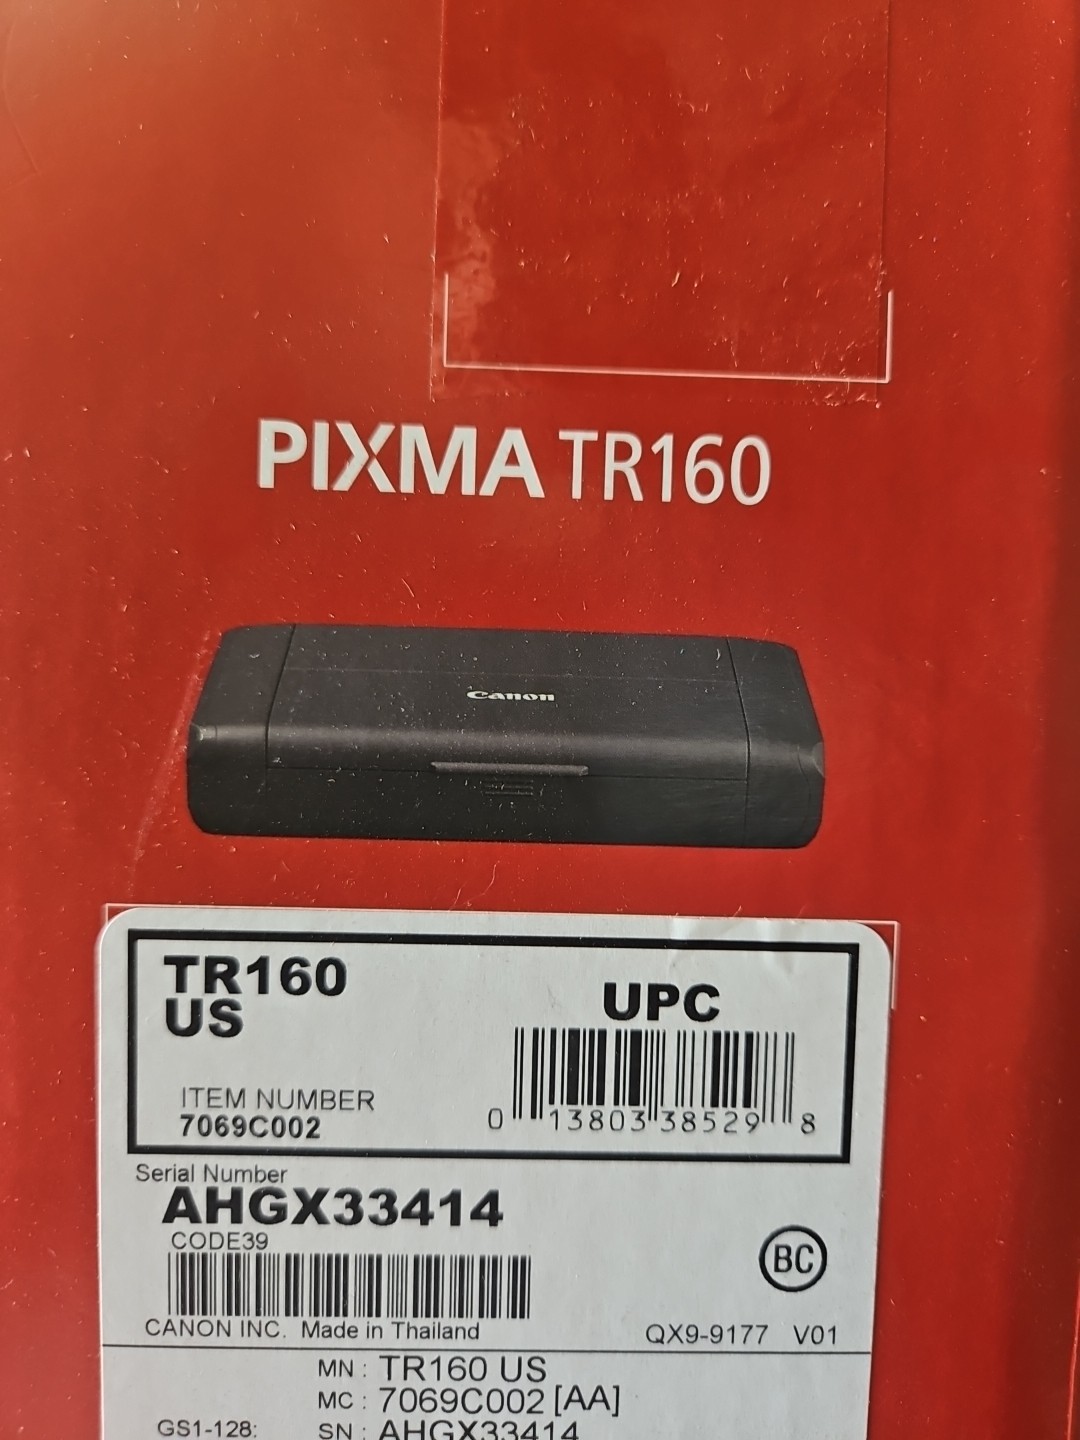 PIXMA TR160
Canon
TR160
US
UPC
ITEM NUMBER
7069C002
0 13803 38529 8
Serial Number
AHGX33414
CODE39
BC
CANON INC. Made in Thailand
QX9-9177 V01
MN : TR160 US
MC : 7069C002 [AA]
GS1-128: SN : AHGX33414